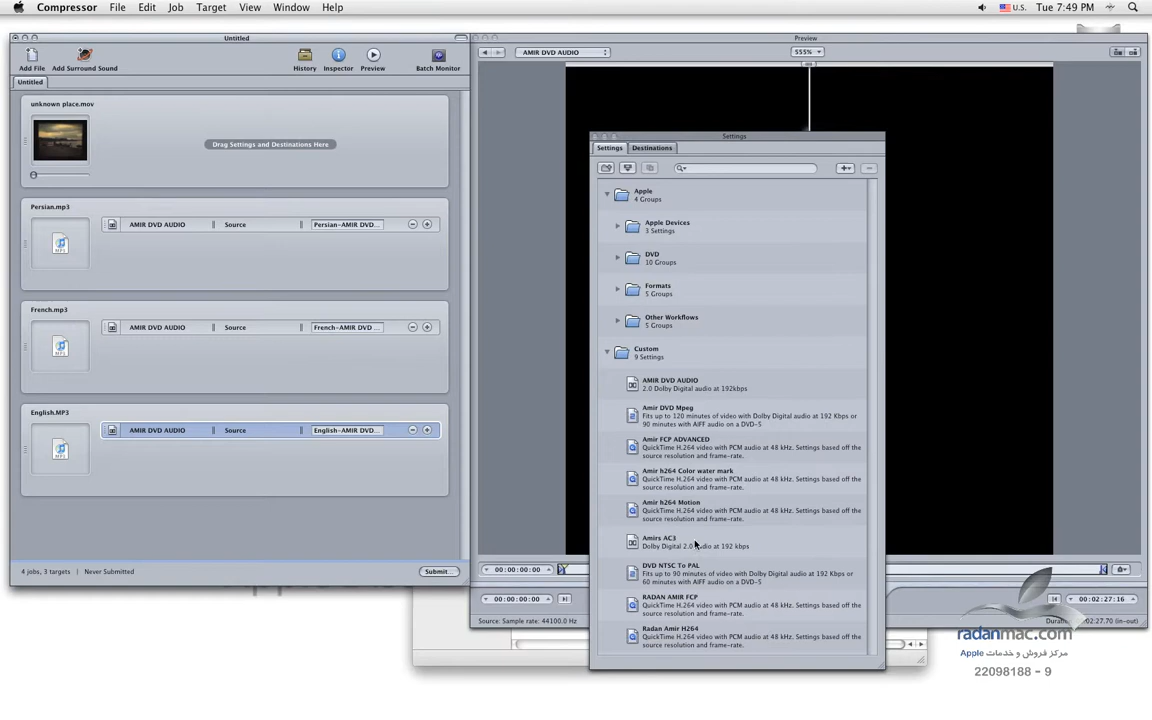 Compressor File Edit Job Target View Window Help U.S. Tue 7:49 PM
Untitled
Add File Add Surround Sound History Inspector Preview Batch Monitor
Untitled
unknown place.mov
Drag Settings and Destinations Here
Persian.mp3
AMIR DVD AUDIO Source Persian-AMIR DVD...
MP3
French.mp3
AMIR DVD AUDIO Source French-AMIR DVD ...
MP3
English.MP3
AMIR DVD AUDIO Source English-AMIR DVD...
MP3
4 jobs, 3 targets Never Submitted Submit...
Preview
AMIR DVD AUDIO 555%
Settings
Settings Destinations
Apple
4 Groups
Apple Devices
3 Settings
DVD
10 Groups
Formats
5 Groups
Other Workflows
5 Groups
Custom
9 Settings
AMIR DVD AUDIO
2.0 Dolby Digital audio at 192kbps
Amir DVD Mpeg
Fits up to 120 minutes of video with Dolby Digital audio at 192 Kbps or
90 minutes with AIFF audio on a DVD-5
Amir FCP ADVANCED
QuickTime H.264 video with PCM audio at 48 kHz. Settings based off the
source resolution and frame-rate.
Amir h264 Color water mark
QuickTime H.264 video with PCM audio at 48 kHz. Settings based off the
source resolution and frame-rate.
Amir h264 Motion
QuickTime H.264 video with PCM audio at 48 kHz. Settings based off the
source resolution and frame-rate.
Amirs AC3
Dolby Digital 2.0 audio at 192 kbps
DVD NTSC To PAL
Fits up to 90 minutes of video with Dolby Digital audio at 192 Kbps or
60 minutes with AIFF audio on a DVD-5
RADAN AMIR FCP
QuickTime H.264 video with PCM audio at 48 kHz. Settings based off the
source resolution and frame-rate.
Radan Amir H264
QuickTime H.264 video with PCM audio at 48 kHz. Settings based off the
source resolution and frame-rate.
00:00:00:00
00:00:00:00 00:02:27:16
Source: Sample rate: 44100.0 Hz 02:27.70 (in-out)
radanmac.com
مرکز فروش و خدمات Apple
22098188 - 9